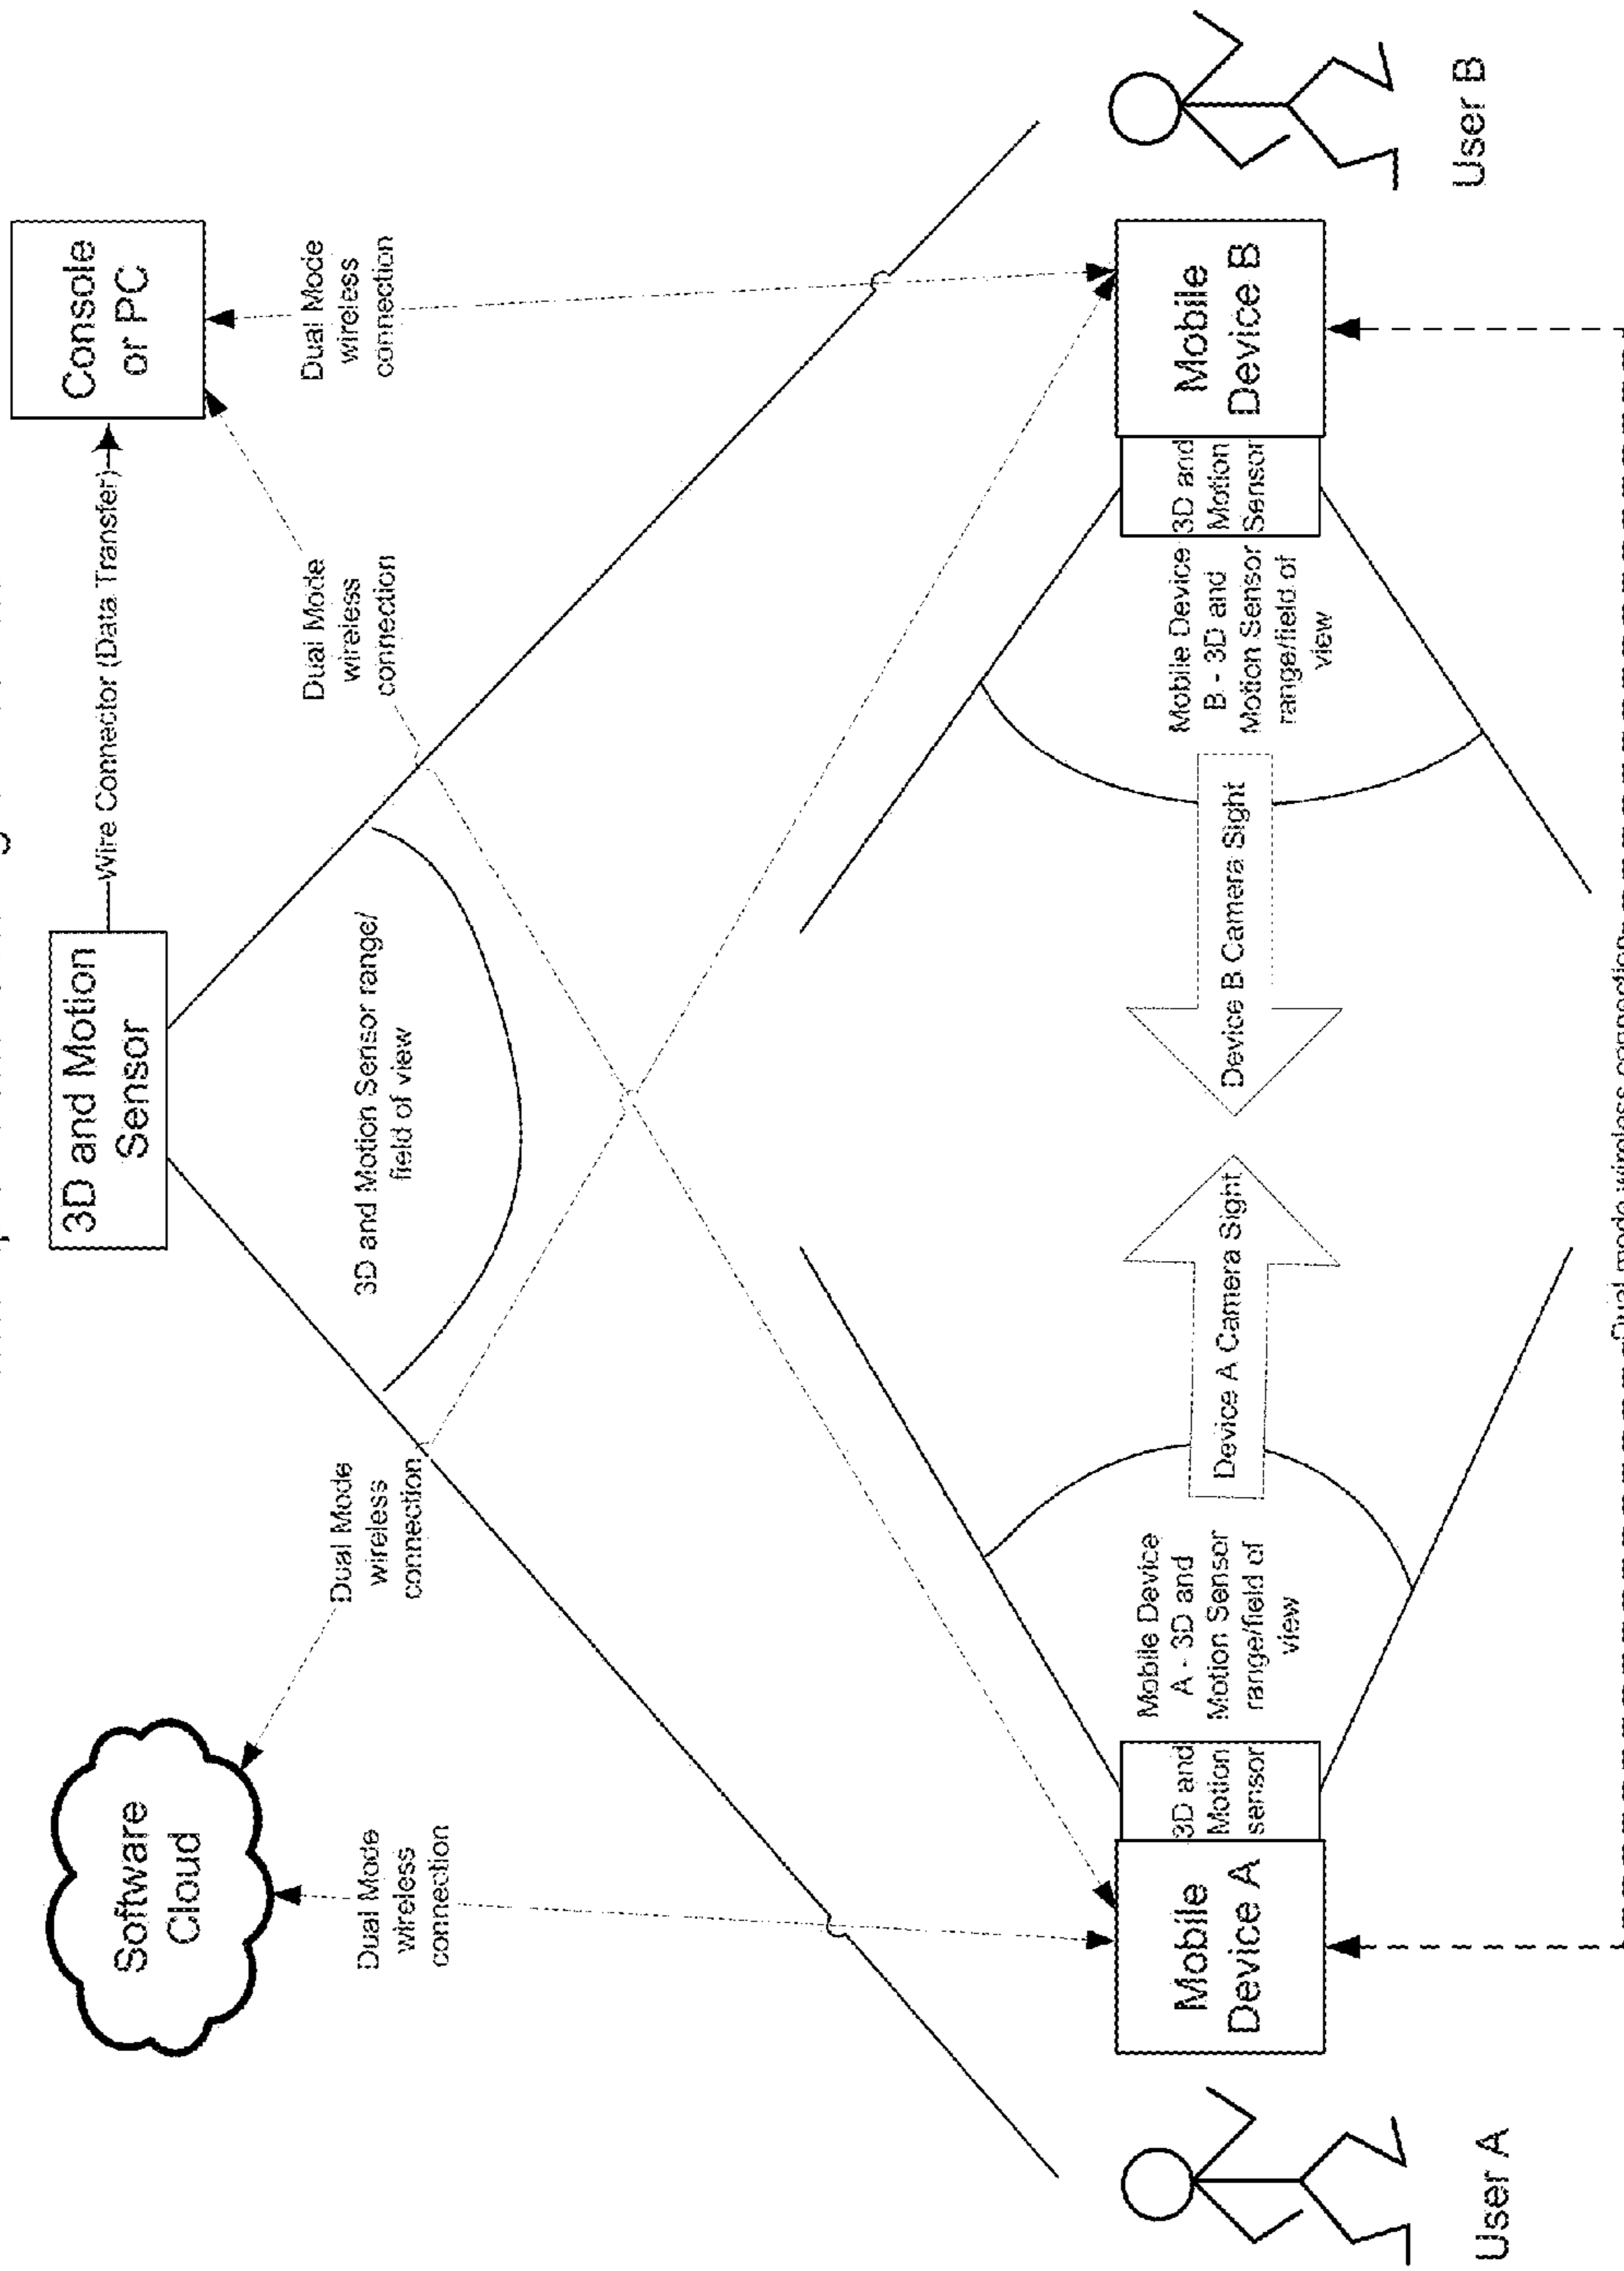 Software
Cloud
3D and Motion
Sensor
Wire Connector (Data Transfer)
Console
or PC
Dual Mode
wireless
connection
Dual Mode
wireless
connection
3D and Motion Sensor range/
field of view
Dual Mode
wireless
connection
Dual Mode
wireless
connection
User A
Mobile
Device A
3D and
Motion
sensor
Mobile Device
A - 3D and
Motion Sensor
range/field of
view
Device A Camera Sight
Device B Camera Sight
Mobile Device
B - 3D and
Motion Sensor
range/field of
view
3D and
Motion
Sensor
Mobile
Device B
User B
Dual mode wireless connection